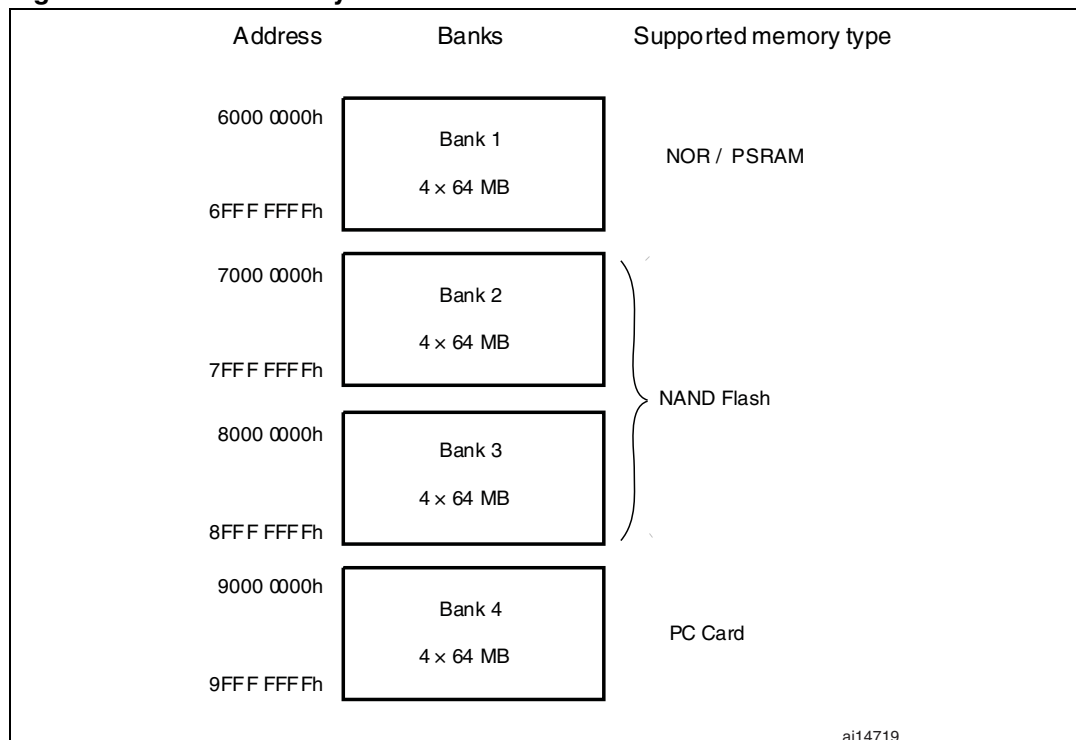 Address Banks Supported memory type
6000 0000h
Bank 1
NOR / PSRAM
4 × 64 MB
6FFF FFFFh
7000 0000h
Bank 2
4 × 64 MB
7FFF FFFFh
NAND Flash
8000 0000h
Bank 3
4 × 64 MB
8FFF FFFFh
9000 0000h
Bank 4
PC Card
4 × 64 MB
9FFF FFFFh
ai14719